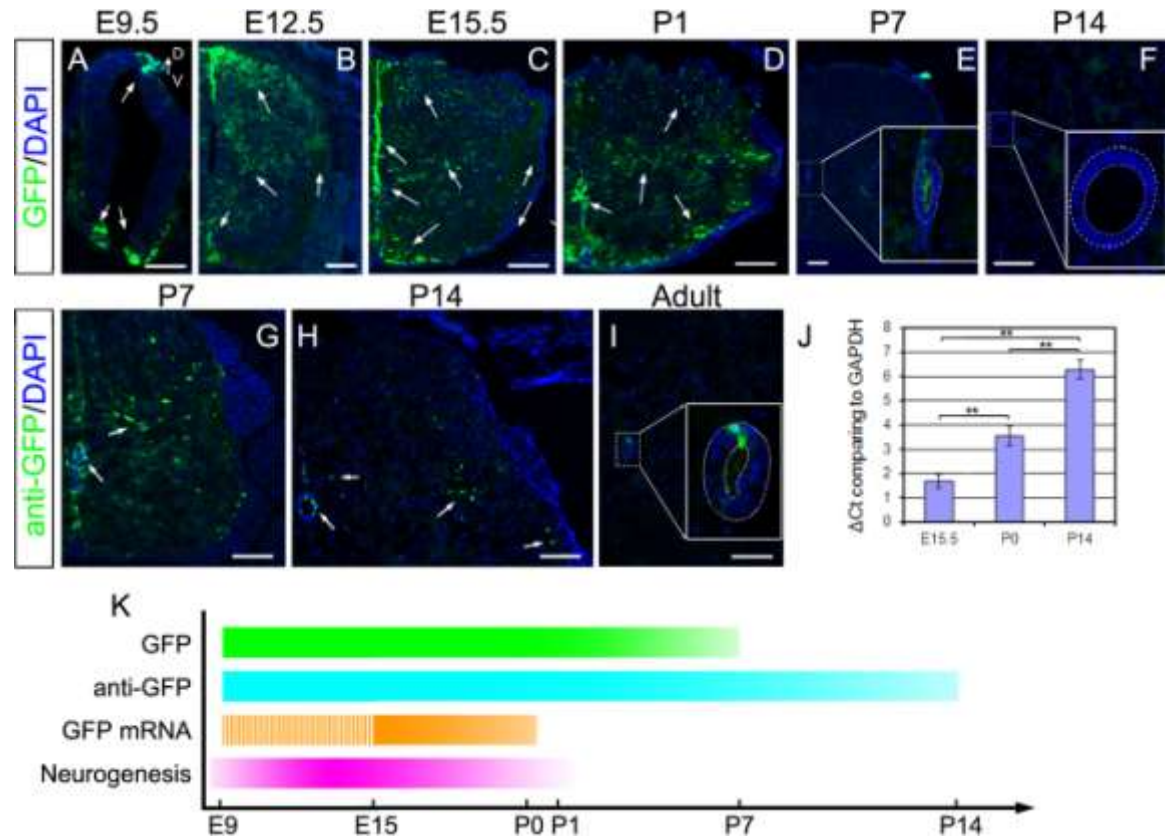 E9.5 E12.5 E15.5 P1 P7 P14
GFP/DAPI
A D V B C D E F
P7 P14 Adult
anti-GFP/DAPI
G H I J
ΔCt comparing to GAPDH
8
7
6
5
4
3
2
1
0
** ** **
E15.5 P0 P14
K
GFP
anti-GFP
GFP mRNA
Neurogenesis
E9 E15 P0 P1 P7 P14